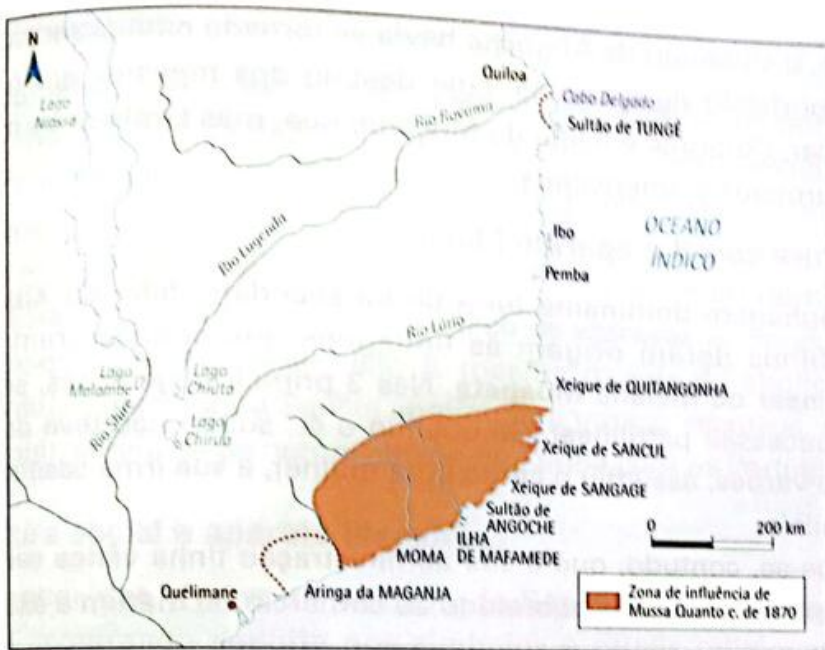 N
Quiloa
Cabo Delgado
Sultão de TUNGE
Lago Niassa
Rio Rovuma
Rio Lugenda
Ibo
OCEANO
ÍNDICO
Pemba
Rio Lúrio
Lago
Malombe
Lago
Chiuta
Rio Chire
Lago
Chirua
Xeique de QUITANGONHA
Xeique de SANCUL
Xeique de SANGAGE
Sultão de
ANGOCHE
ILHA
DE MAFAMEDE
MOMA
0 200 km
Quelimane
Aringa da MAGANJA
Zona de influência de
Mussa Quanto c. de 1870